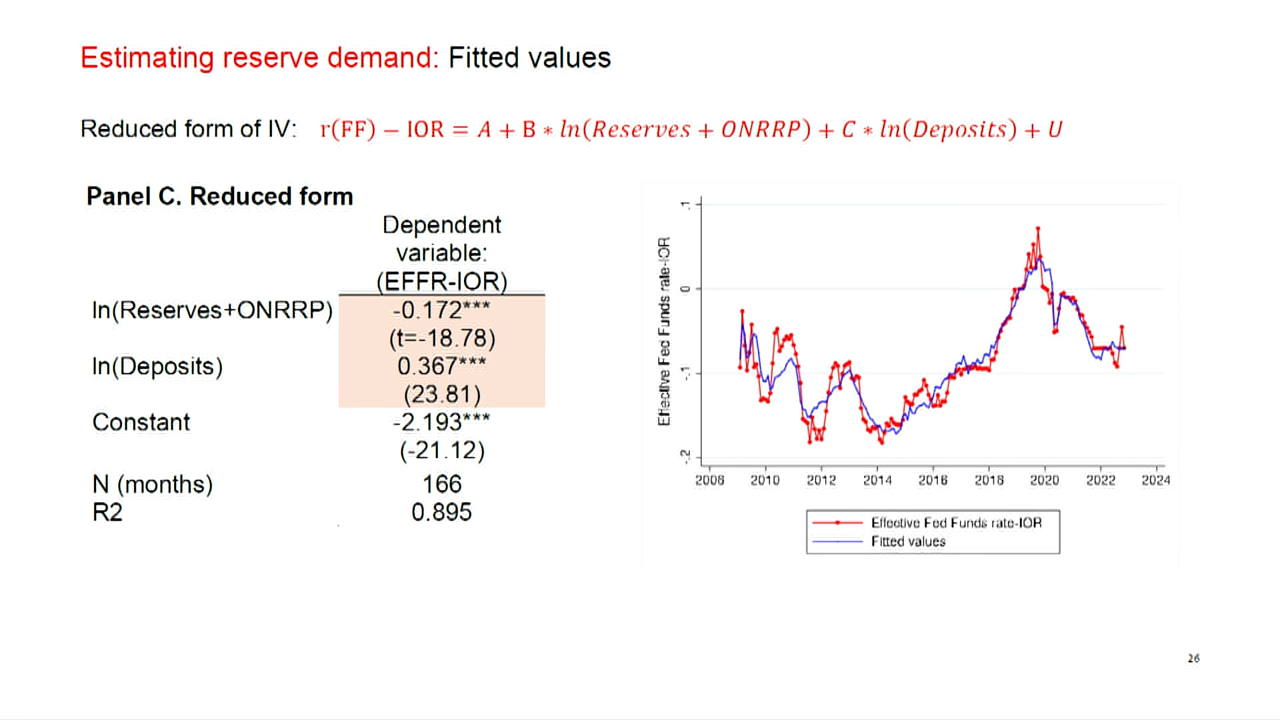 Estimating reserve demand: Fitted values
Reduced form of IV: r(FF) − IOR = A + B ∗ ln(Reserves + ONRRP) + C ∗ ln(Deposits) + U
Panel C. Reduced form
Dependent
variable:
(EFFR-IOR)
ln(Reserves+ONRRP) -0.172***
(t=-18.78)
ln(Deposits) 0.367***
(23.81)
Constant -2.193***
(-21.12)
N (months) 166
R2 0.895
Effective Fed Funds rate-IOR
.1
0
-.1
-.2
2008 2010 2012 2014 2016 2018 2020 2022 2024
Effective Fed Funds rate-IOR
Fitted values
26